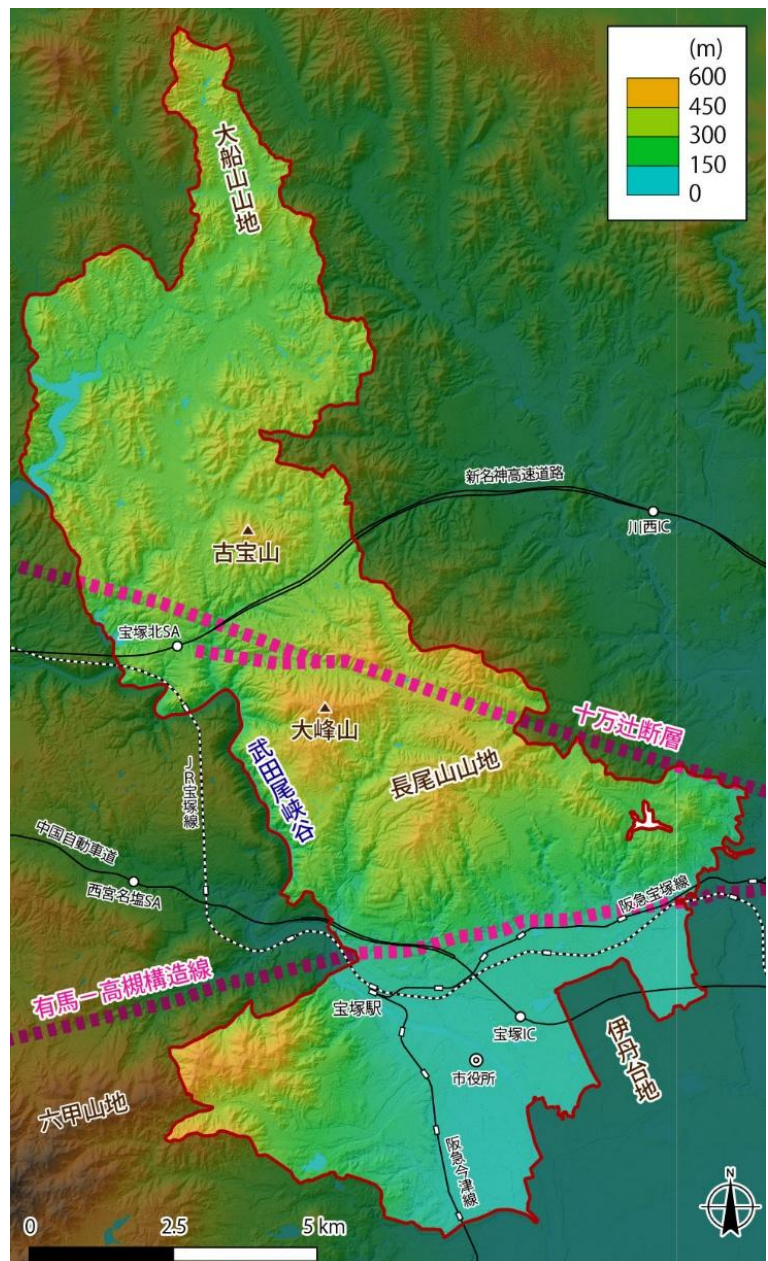 (m)
600
450
300
150
0
大船山山地
新名神高速道路
川西IC
古宝山
宝塚北SA
十万辻断層
大峰山
長尾山山地
武田尾峡谷
JR宝塚線
中国自動車道
西宮名塩SA
阪急宝塚線
有馬－高槻構造線
宝塚駅
宝塚IC
伊丹台地
市役所
六甲山地
阪急今津線
N
0 2.5 5 km